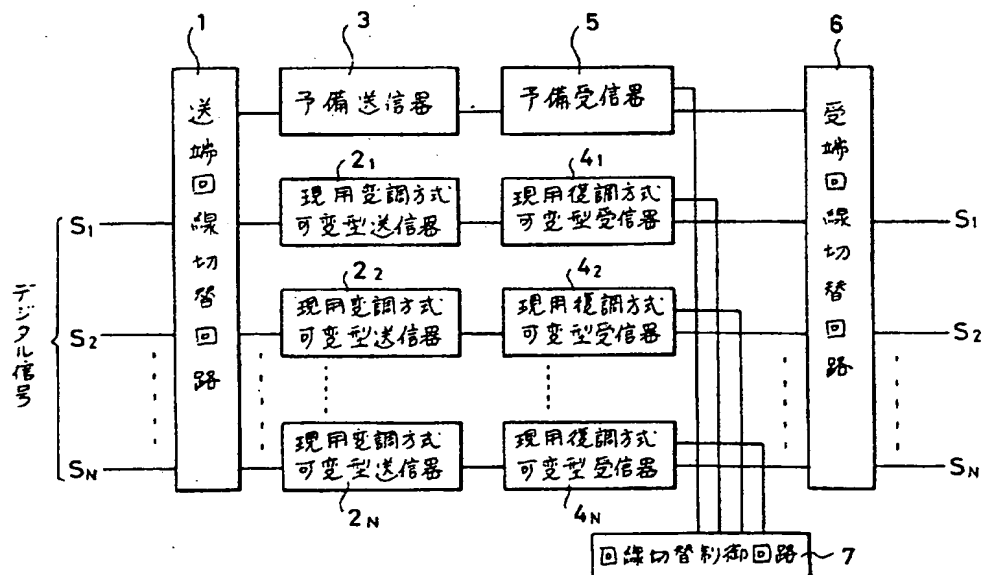 1
3
5
6
送端回線切替回路
予備送信器
予備受信器
受端回線切替回路
2₁
4₁
現用変調方式
可変型送信器
現用復調方式
可変型受信器
S₁
S₁
2₂
4₂
現用変調方式
可変型送信器
現用復調方式
可変型受信器
デジタル信号
S₂
S₂
現用変調方式
可変型送信器
現用復調方式
可変型受信器
S_N
S_N
2_N
4_N
回線切替制御回路
7